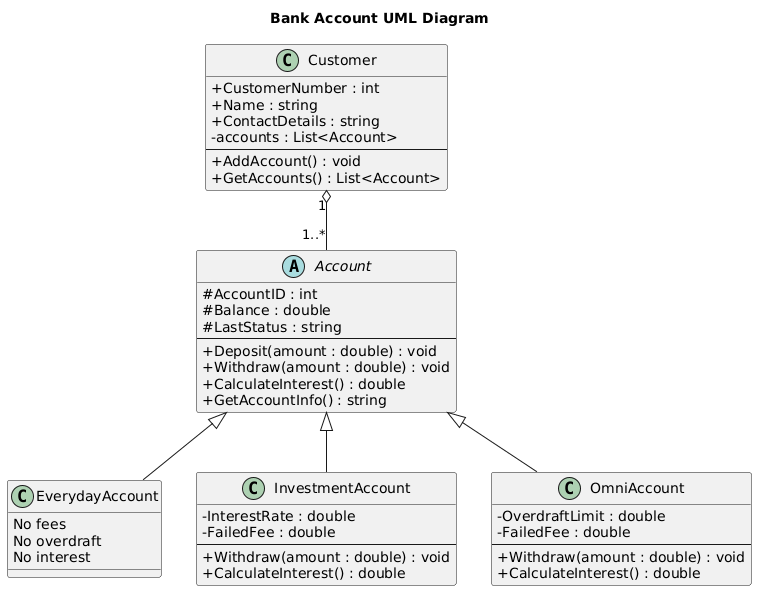 Bank Account UML Diagram
C Customer
+CustomerNumber : int
+Name : string
+ContactDetails : string
-accounts : List<Account>
+AddAccount() : void
+GetAccounts() : List<Account>
1
1..*
A Account
#AccountID : int
#Balance : double
#LastStatus : string
+Deposit(amount : double) : void
+Withdraw(amount : double) : void
+CalculateInterest() : double
+GetAccountInfo() : string
C EverydayAccount
No fees
No overdraft
No interest
C InvestmentAccount
-InterestRate : double
-FailedFee : double
+Withdraw(amount : double) : void
+CalculateInterest() : double
C OmniAccount
-OverdraftLimit : double
-FailedFee : double
+Withdraw(amount : double) : void
+CalculateInterest() : double